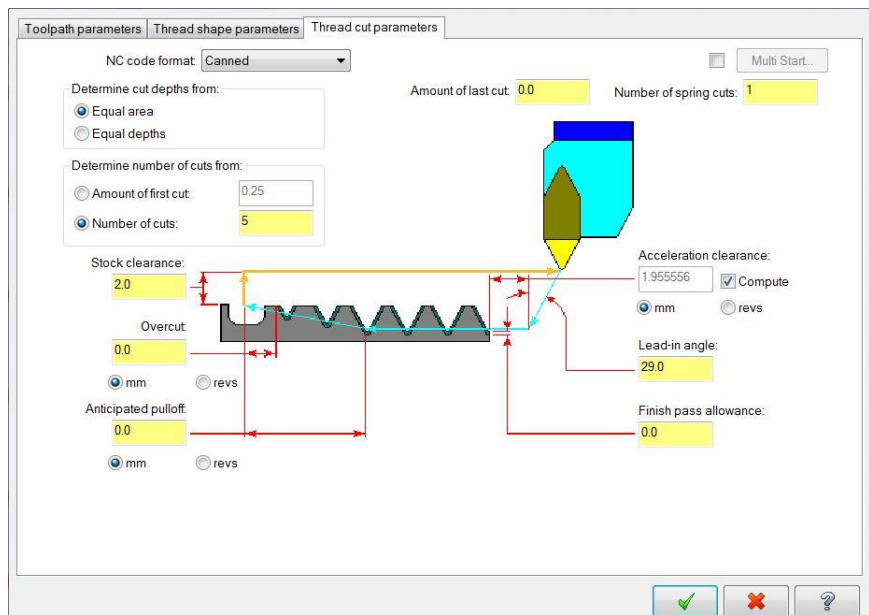 Toolpath parameters Thread shape parameters Thread cut parameters
NC code format: Canned
Multi Start...
Determine cut depths from:
Equal area
Equal depths
Amount of last cut: 0.0
Number of spring cuts: 1
Determine number of cuts from:
Amount of first cut: 0.25
Number of cuts: 5
Stock clearance:
2.0
Acceleration clearance:
1.955556 Compute
mm revs
Overcut:
0.0
mm revs
Lead-in angle:
29.0
Anticipated pulloff:
0.0
mm revs
Finish pass allowance:
0.0
?